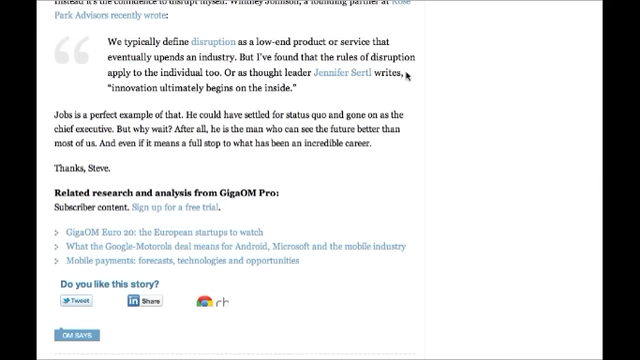 Instead it's the confidence to disrupt myself. Whitney Johnson, a founding partner at Rose
Park Advisors recently wrote:
We typically define disruption as a low-end product or service that
eventually upends an industry. But I've found that the rules of disruption
apply to the individual too. Or as thought leader Jennifer Sertl writes,
“innovation ultimately begins on the inside.”
Jobs is a perfect example of that. He could have settled for status quo and gone on as the
chief executive. But why wait? After all, he is the man who can see the future better than
most of us. And even if it means a full stop to what has been an incredible career.
Thanks, Steve.
Related research and analysis from GigaOM Pro:
Subscriber content. Sign up for a free trial.
GigaOM Euro 20: the European startups to watch
What the Google-Motorola deal means for Android, Microsoft and the mobile industry
Mobile payments: forecasts, technologies and opportunities
Do you like this story?
Tweet
in Share
OM SAYS